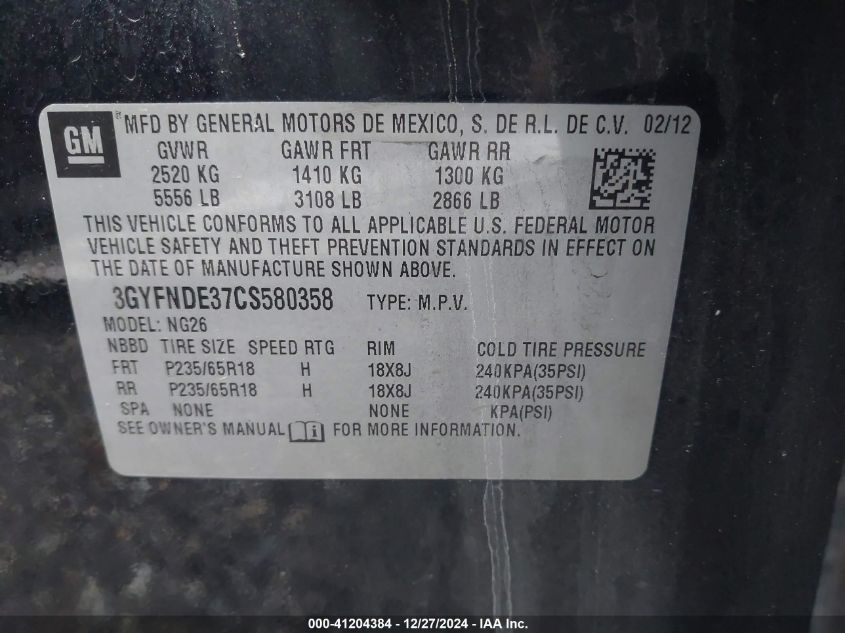 GM
MFD BY GENERAL MOTORS DE MEXICO, S. DE R.L. DE C.V. 02/12
GVWR GAWR FRT GAWR RR
2520 KG 1410 KG 1300 KG
5556 LB 3108 LB 2866 LB
THIS VEHICLE CONFORMS TO ALL APPLICABLE U.S. FEDERAL MOTOR
VEHICLE SAFETY AND THEFT PREVENTION STANDARDS IN EFFECT ON
THE DATE OF MANUFACTURE SHOWN ABOVE.
3GYFNDE37CS580358 TYPE: M.P.V.
MODEL: NG26
NBBD TIRE SIZE SPEED RTG RIM COLD TIRE PRESSURE
FRT P235/65R18 H 18X8J 240KPA(35PSI)
RR P235/65R18 H 18X8J 240KPA(35PSI)
SPA NONE NONE KPA(PSI)
SEE OWNER'S MANUAL FOR MORE INFORMATION.
000-41204384 - 12/27/2024 - IAA Inc.